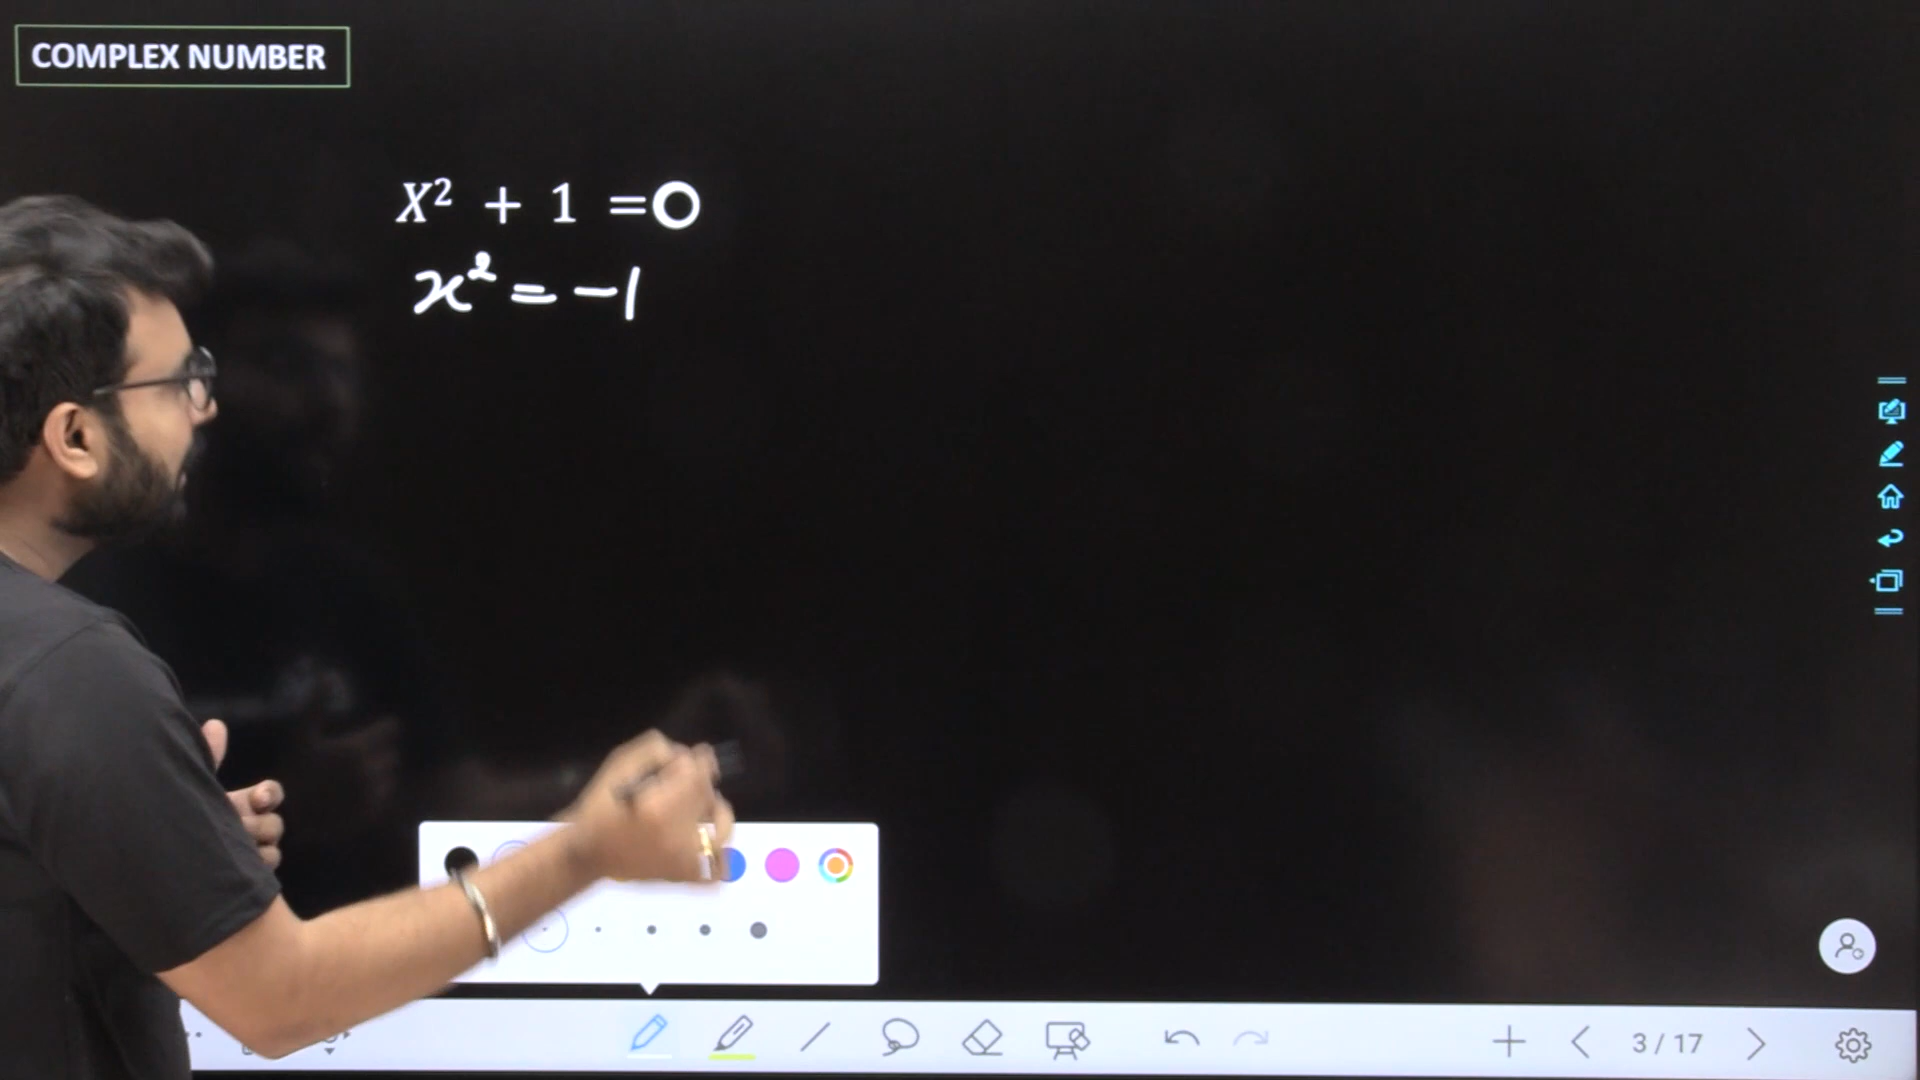 COMPLEX NUMBER
X² + 1 =0
x² = -1
3 / 17